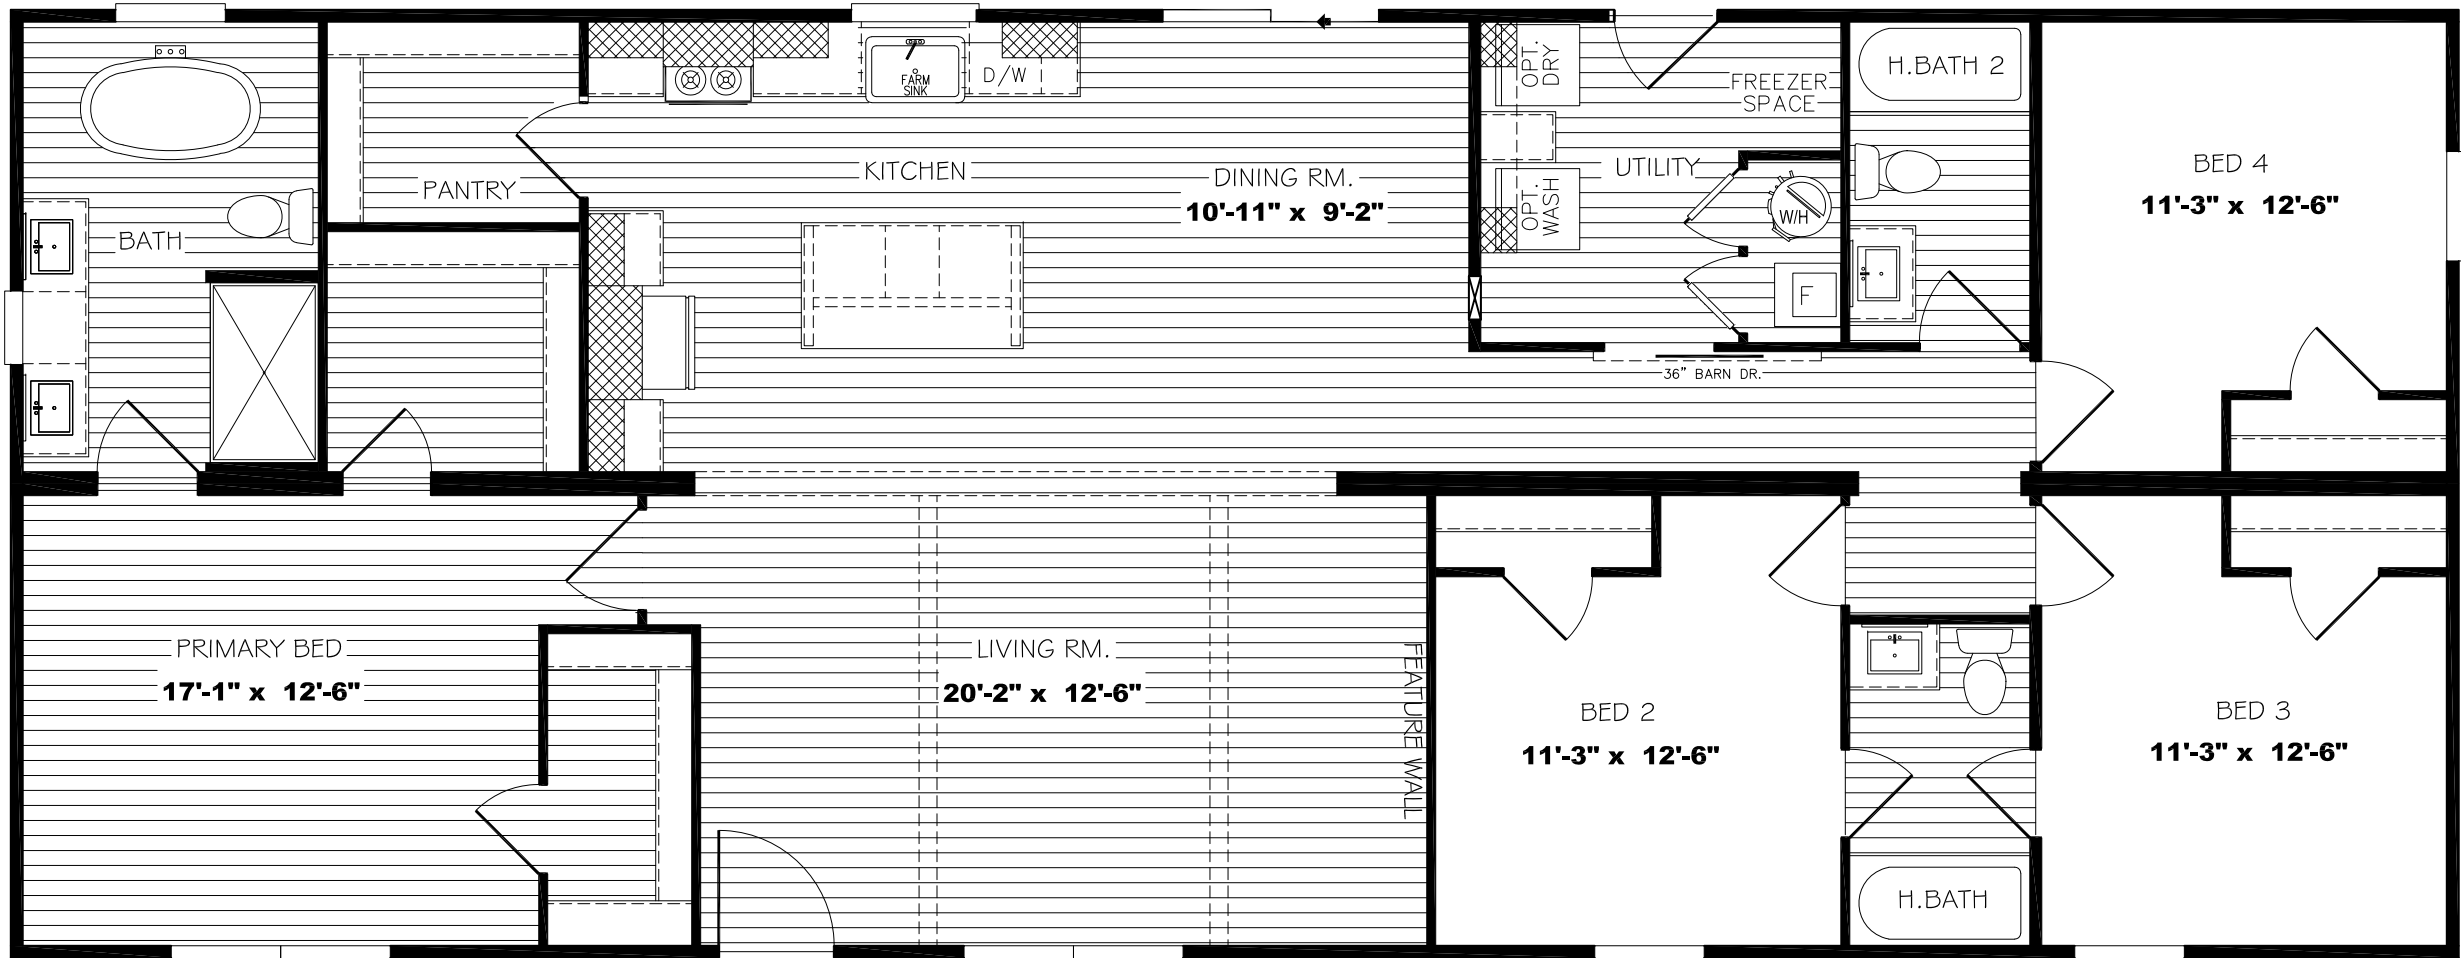 FARM
SINK
D/W
OPT.
DRY
FREEZER
SPACE
H.BATH 2
PANTRY
KITCHEN
DINING RM.
10'-11" x 9'-2"
OPT.
WASH
UTILITY
W/H
BED 4
11'-3" x 12'-6"
BATH
F
36" BARN DR.
PRIMARY BED
17'-1" x 12'-6"
LIVING RM.
20'-2" x 12'-6"
FEATURE WALL
BED 2
11'-3" x 12'-6"
BED 3
11'-3" x 12'-6"
H.BATH